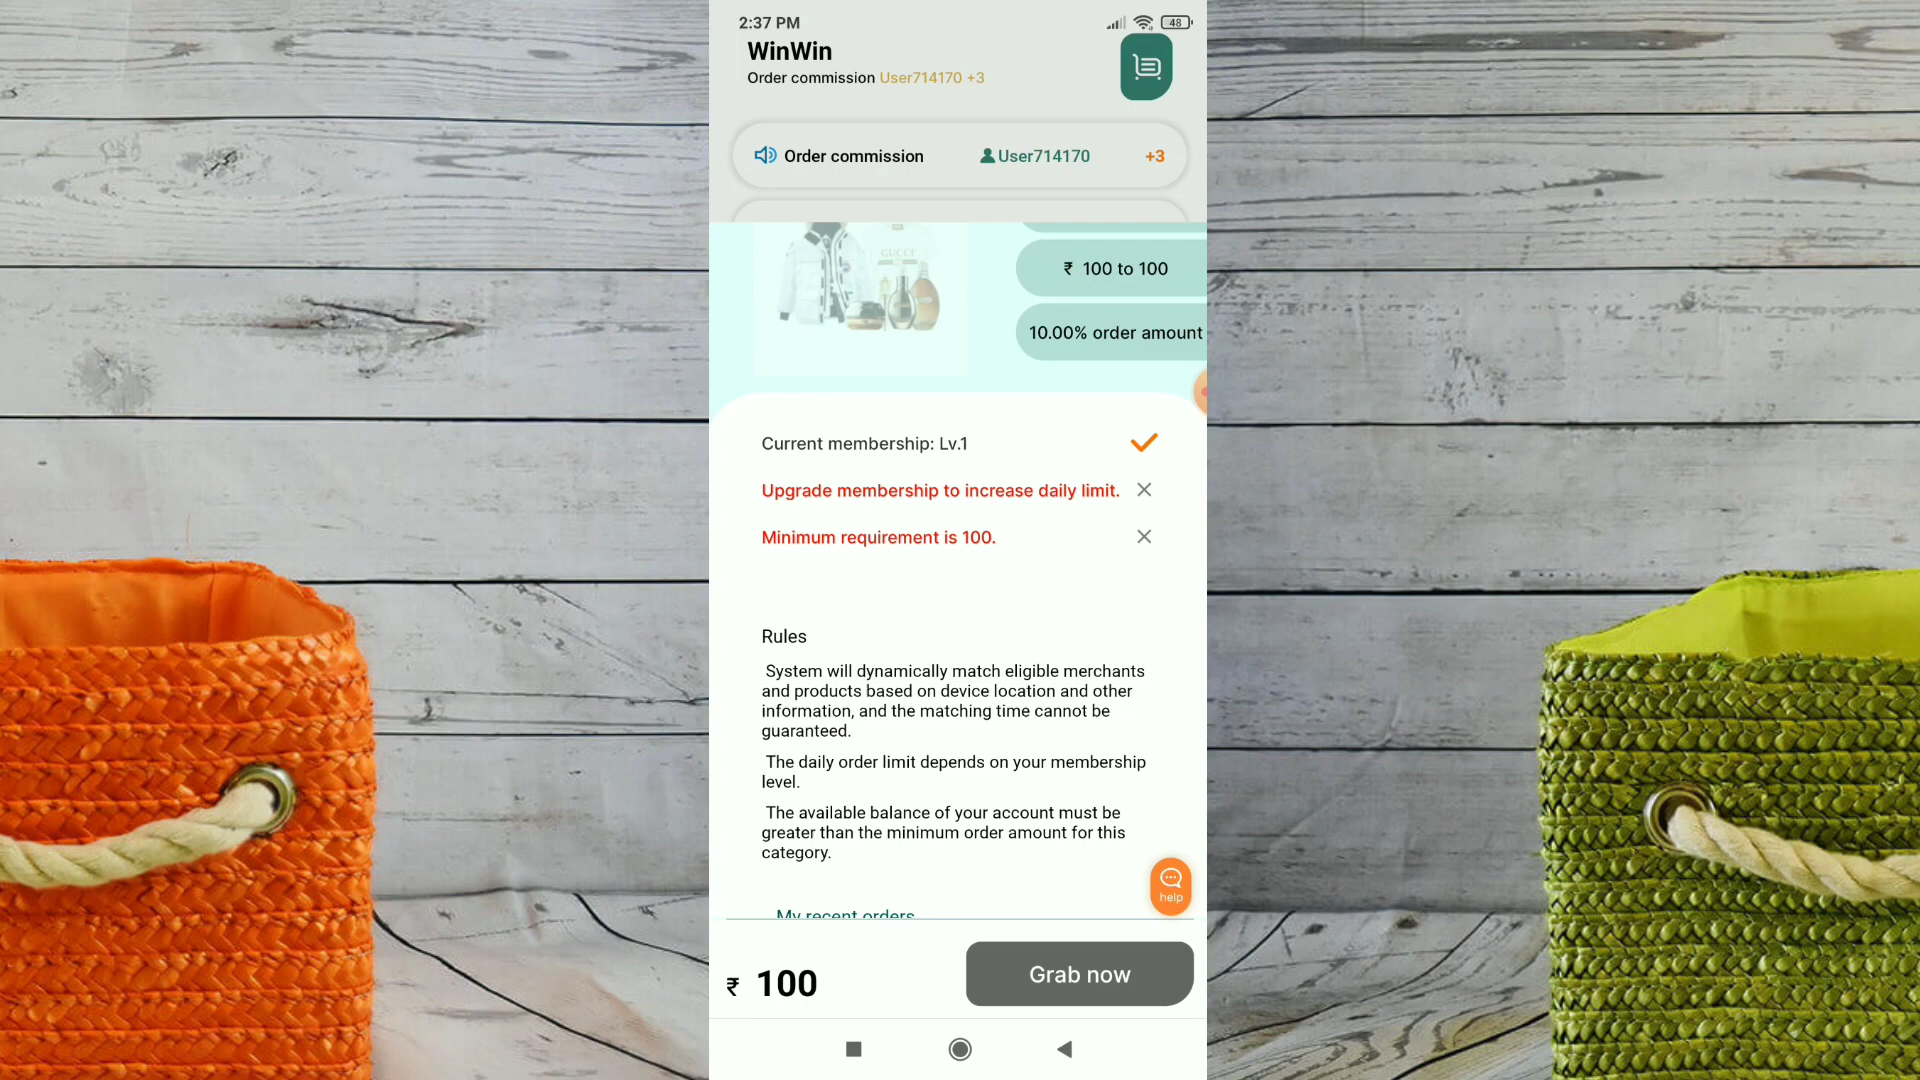 2:37 PM
48
WinWin
Order commission User714170 +3
Order commission User714170 +3
GUCCI
₹ 100 to 100
10.00% order amount
Current membership: Lv.1
Upgrade membership to increase daily limit.
Minimum requirement is 100.
Rules
System will dynamically match eligible merchants
and products based on device location and other
information, and the matching time cannot be
guaranteed.
The daily order limit depends on your membership
level.
The available balance of your account must be
greater than the minimum order amount for this
category.
help
My recent orders
₹ 100
Grab now